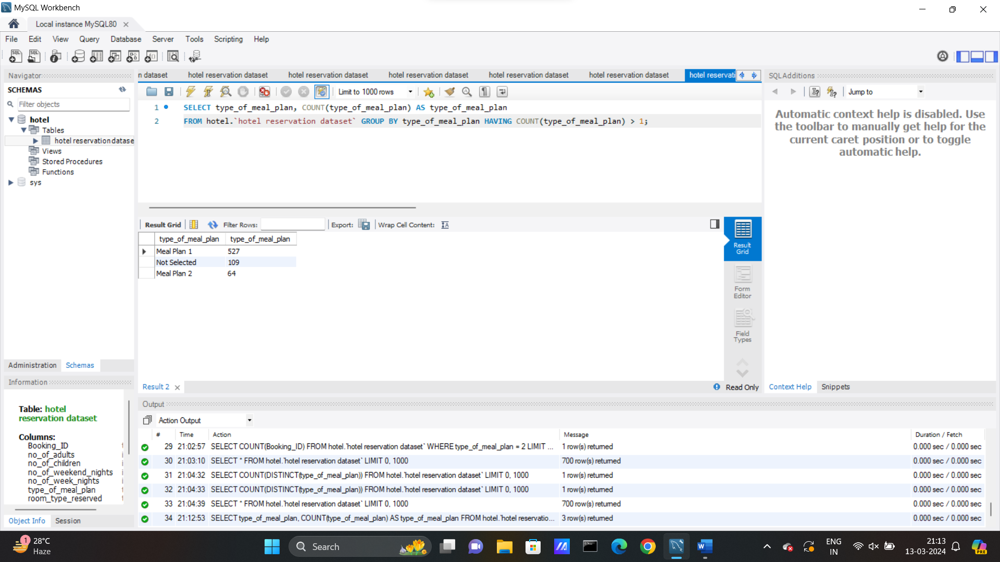 MySQL Workbench
Local instance MySQL80
File Edit View Query Database Server Tools Scripting Help
Navigator
SCHEMAS
Filter objects
hotel
Tables
hotel reservation datase
Views
Stored Procedures
Functions
sys
Administration Schemas
Information
Table: hotel
reservation dataset
Columns:
Booking_ID
no_of_adults
no_of_children
no_of_weekend_nights
no_of_week_nights
type_of_meal_plan
room_type_reserved
Object Info Session
n dataset hotel reservation dataset hotel reservation dataset hotel reservation dataset hotel reservation dataset hotel reservation dataset hotel reservati
Limit to 1000 rows
1 SELECT type_of_meal_plan, COUNT(type_of_meal_plan) AS type_of_meal_plan
2 FROM hotel.`hotel reservation dataset` GROUP BY type_of_meal_plan HAVING COUNT(type_of_meal_plan) > 1;
Result Grid Filter Rows: Export: Wrap Cell Content:
type_of_meal_plan type_of_meal_plan
Meal Plan 1 527
Not Selected 109
Meal Plan 2 64
Result
Grid
Form
Editor
Field
Types
Result 2
Read Only
SQLAdditions
Jump to
Automatic context help is disabled. Use
the toolbar to manually get help for the
current caret position or to toggle
automatic help.
Context Help Snippets
Output
Action Output
# Time Action Message Duration / Fetch
29 21:02:57 SELECT COUNT(Booking_ID) FROM hotel.`hotel reservation dataset` WHERE type_of_meal_plan = 2 LIMIT ... 1 row(s) returned 0.000 sec / 0.000 sec
30 21:03:10 SELECT * FROM hotel.`hotel reservation dataset` LIMIT 0, 1000 700 row(s) returned 0.000 sec / 0.000 sec
31 21:04:32 SELECT COUNT(DISTINCT(type_of_meal_plan)) FROM hotel.`hotel reservation dataset` LIMIT 0, 1000 1 row(s) returned 0.000 sec / 0.000 sec
32 21:04:33 SELECT COUNT(DISTINCT(type_of_meal_plan)) FROM hotel.`hotel reservation dataset` LIMIT 0, 1000 1 row(s) returned 0.000 sec / 0.000 sec
33 21:04:39 SELECT * FROM hotel.`hotel reservation dataset` LIMIT 0, 1000 700 row(s) returned 0.000 sec / 0.000 sec
34 21:12:53 SELECT type_of_meal_plan, COUNT(type_of_meal_plan) AS type_of_meal_plan FROM hotel.`hotel reservatio... 3 row(s) returned 0.000 sec / 0.000 sec
1
28°C
Haze
Search
ENG
IN
21:13
13-03-2024
PRE